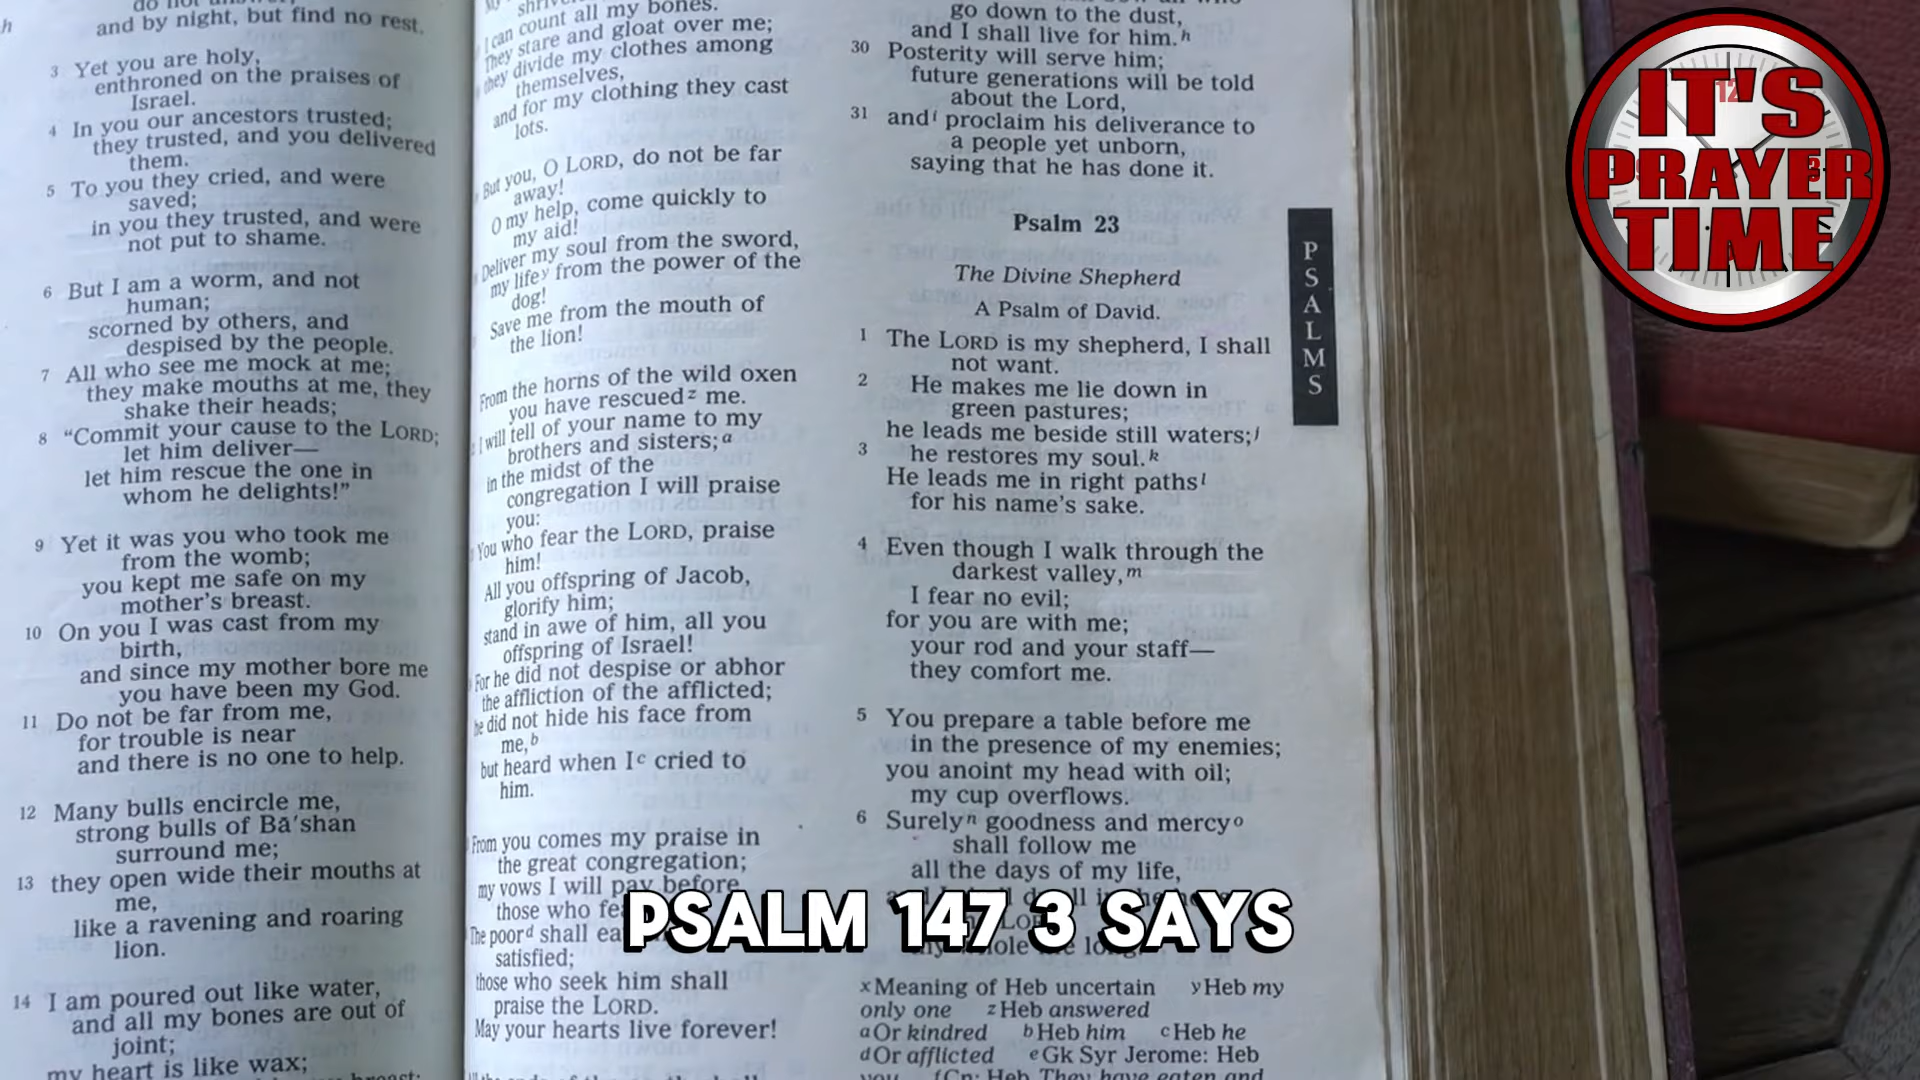 and by night, but find no rest.
3 Yet you are holy,
enthroned on the praises of
Israel.
4 In you our ancestors trusted;
they trusted, and you delivered
them.
5 To you they cried, and were
saved;
in you they trusted, and were
not put to shame.
6 But I am a worm, and not
human;
scorned by others, and
despised by the people.
7 All who see me mock at me;
they make mouths at me, they
shake their heads;
8 “Commit your cause to the LORD;
let him deliver—
let him rescue the one in
whom he delights!”
9 Yet it was you who took me
from the womb;
you kept me safe on my
mother's breast.
10 On you I was cast from my
birth,
and since my mother bore me
you have been my God.
11 Do not be far from me,
for trouble is near
and there is no one to help.
12 Many bulls encircle me,
strong bulls of Bā′shan
surround me;
13 they open wide their mouths at
me,
like a ravening and roaring
lion.
14 I am poured out like water,
and all my bones are out of
joint;
my heart is like wax;
I can count all my bones.
They stare and gloat over me;
they divide my clothes among
themselves,
and for my clothing they cast
lots.
But you, O LORD, do not be far
away!
O my help, come quickly to
my aid!
Deliver my soul from the sword,
my life y from the power of the
dog!
Save me from the mouth of
the lion!
From the horns of the wild oxen
you have rescued z me.
I will tell of your name to my
brothers and sisters; a
in the midst of the
congregation I will praise
you:
You who fear the LORD, praise
him!
All you offspring of Jacob,
glorify him;
stand in awe of him, all you
offspring of Israel!
For he did not despise or abhor
the affliction of the afflicted;
he did not hide his face from
me, b
but heard when I c cried to
him.
From you comes my praise in
the great congregation;
my vows I will pay before
those who
The poor d shall
satisfied;
those who seek him shall
praise the LORD.
May your hearts live forever!
go down to the dust,
and I shall live for him. h
30 Posterity will serve him;
future generations will be told
about the Lord,
31 and i proclaim his deliverance to
a people yet unborn,
saying that he has done it.
Psalm 23
The Divine Shepherd
A Psalm of David.
1 The LORD is my shepherd, I shall
not want.
2 He makes me lie down in
green pastures;
he leads me beside still waters; j
3 he restores my soul. k
He leads me in right paths l
for his name's sake.
4 Even though I walk through the
darkest valley, m
I fear no evil;
for you are with me;
your rod and your staff—
they comfort me.
5 You prepare a table before me
in the presence of my enemies;
you anoint my head with oil;
my cup overflows.
6 Surely n goodness and mercy o
shall follow me
all the days of my life,
x Meaning of Heb uncertain y Heb my
only one z Heb answered
a Or kindred b Heb him c Heb he
d Or afflicted e Gk Syr Jerome: Heb
PSALMS
IT'S
PRAYER
TIME
PSALM 147 3 SAYS